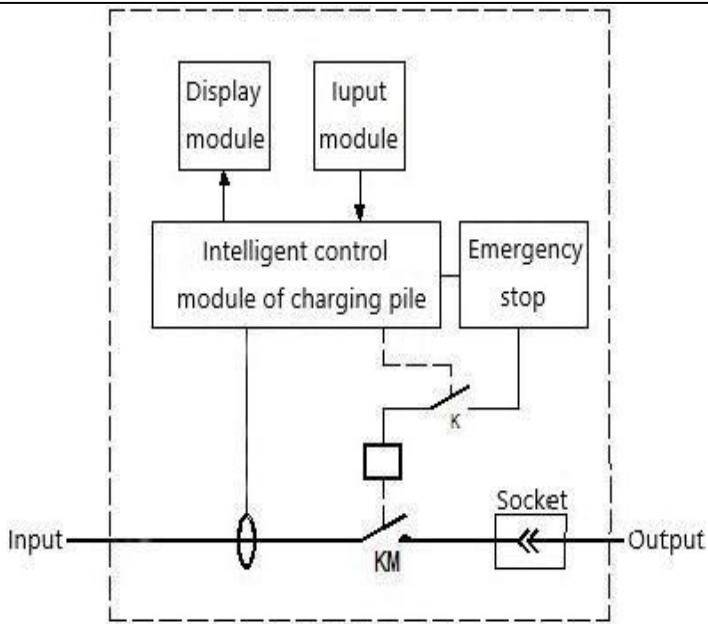 Display
module
Iuput
module
Intelligent control
module of charging pile
Emergency
stop
K
Socket
Input
KM
Output